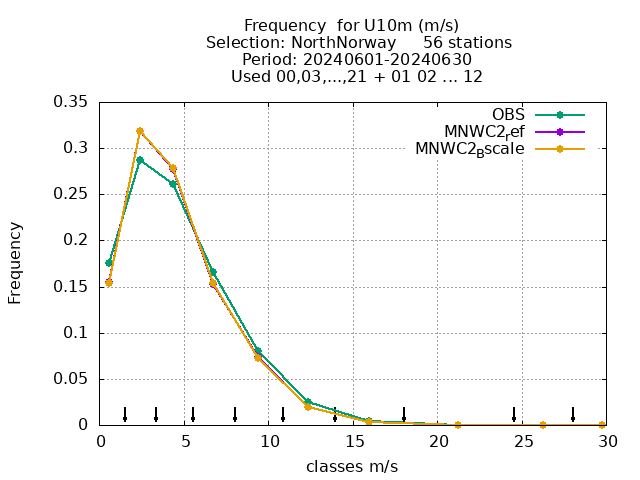 Frequency  for U10m (m/s)
Selection: NorthNorway     56 stations
Period: 20240601-20240630
Used 00,03,...,21 + 01 02 ... 12
0.35
0.3
0.25
0.2
0.15
0.1
0.05
0
Frequency
OBS
MNWC2ref
MNWC2Bscale
0 5 10 15 20 25 30
classes m/s